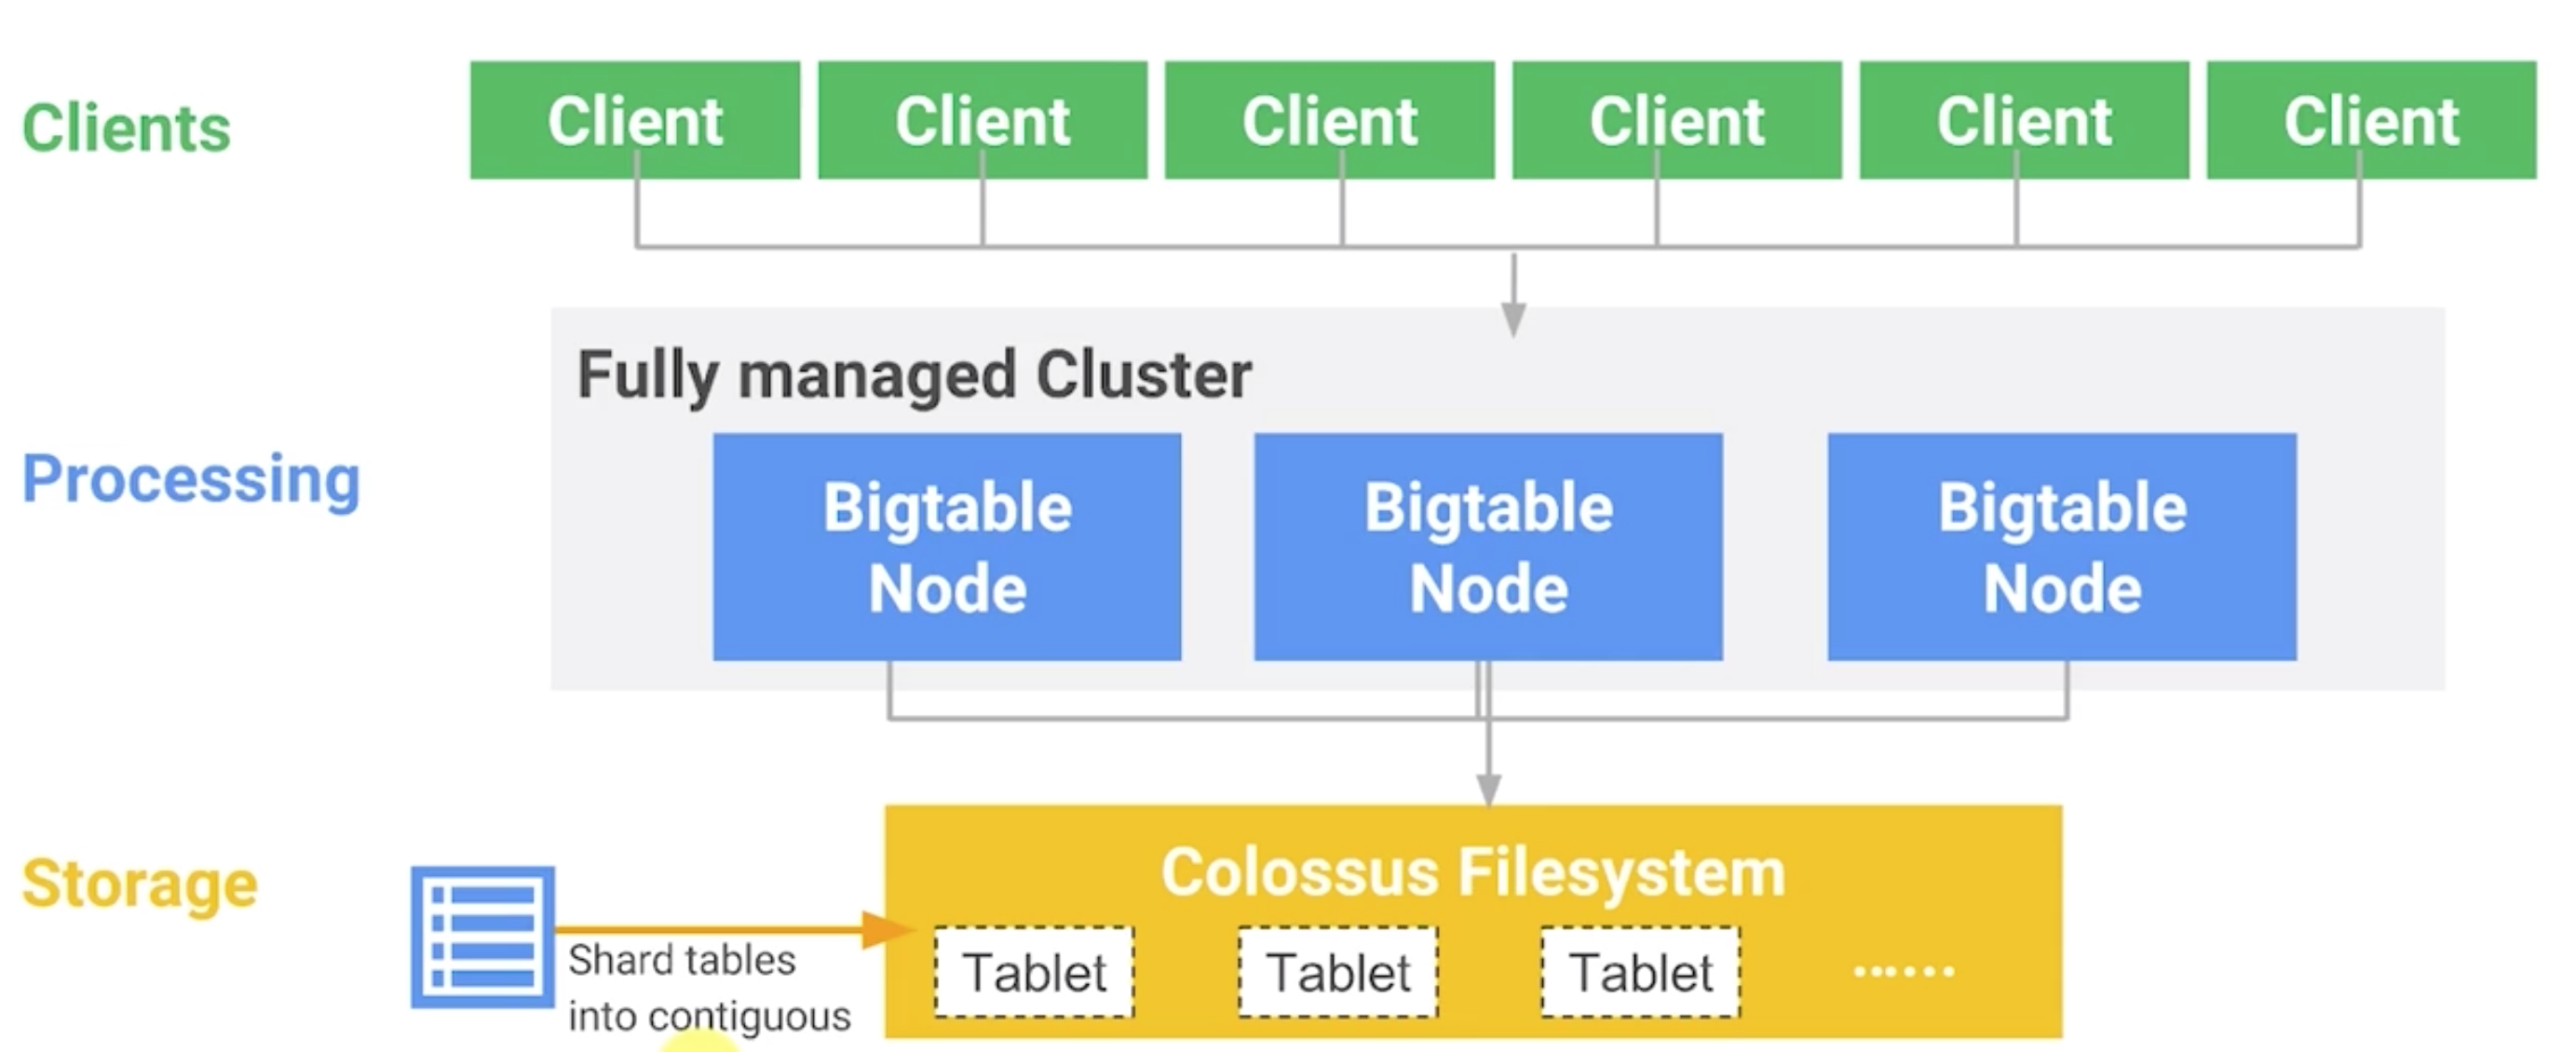 Clients
Client Client Client Client Client Client
Fully managed Cluster
Processing
Bigtable Bigtable Bigtable
Node Node Node
Storage
Colossus Filesystem
Shard tables
into contiguous
Tablet Tablet Tablet ......